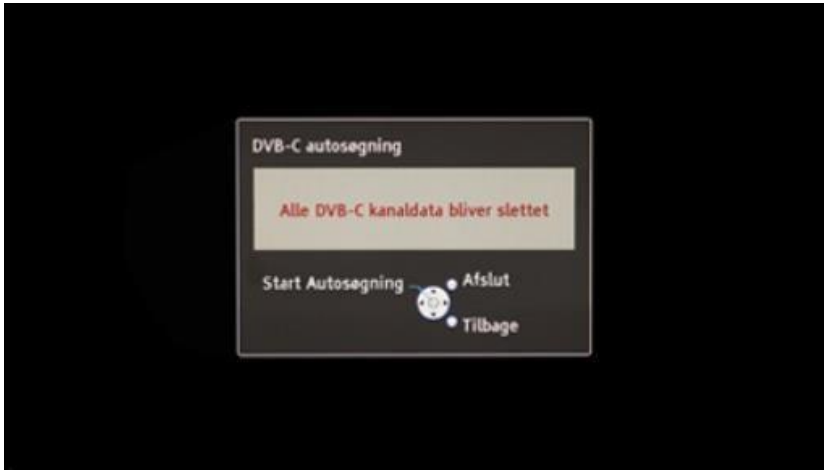 DVB-C autosøgning
Alle DVB-C kanaldata bliver slettet
Start Autosøgning
Afslut
Tilbage